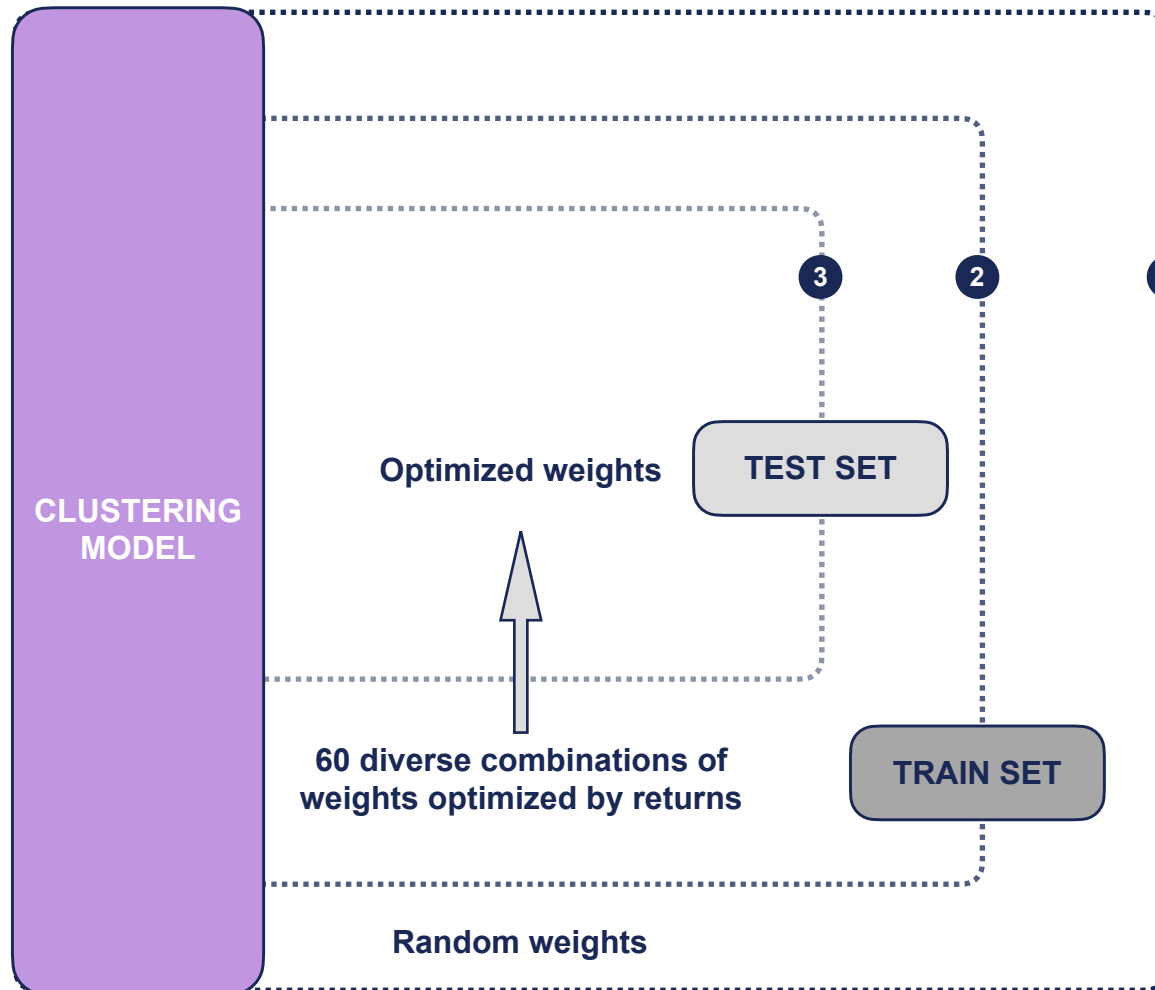 3
2
Optimized weights
TEST SET
CLUSTERING
MODEL
60 diverse combinations of
weights optimized by returns
TRAIN SET
Random weights